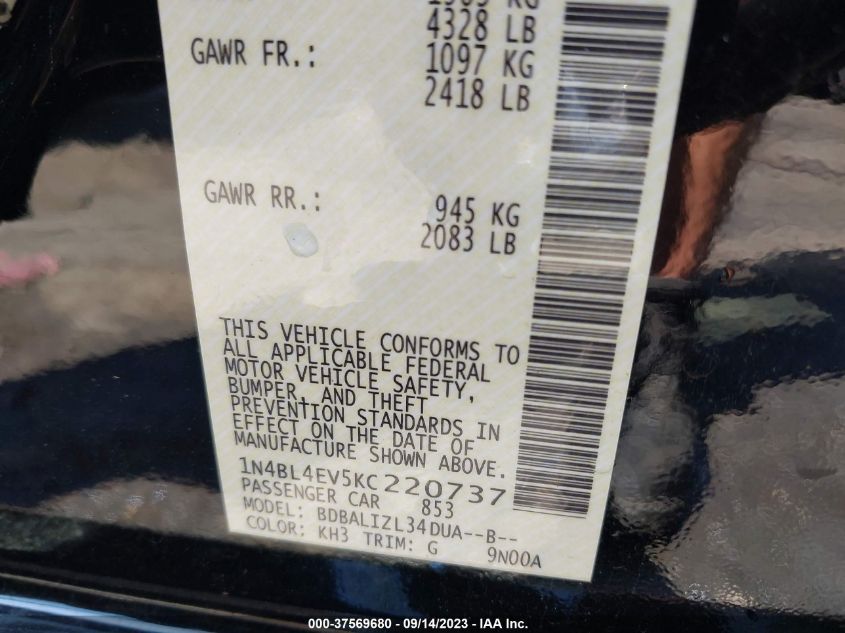 4328 LB
GAWR FR.: 1097 KG
2418 LB
GAWR RR.: 945 KG
2083 LB
THIS VEHICLE CONFORMS TO
ALL APPLICABLE FEDERAL
MOTOR VEHICLE SAFETY,
BUMPER, AND THEFT
PREVENTION STANDARDS IN
EFFECT ON THE DATE OF
MANUFACTURE SHOWN ABOVE.
1N4BL4EV5KC220737
PASSENGER CAR 853
MODEL: BDBALIZL34DUA--B--
COLOR: KH3 TRIM: G 9N00A
000-37569680 - 09/14/2023 - © IAA, Inc.